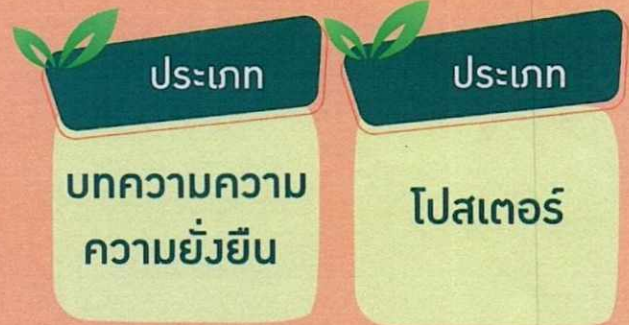 ประเภท
บทความความ
ความยั่งยืน
ประเภท
โปสเตอร์